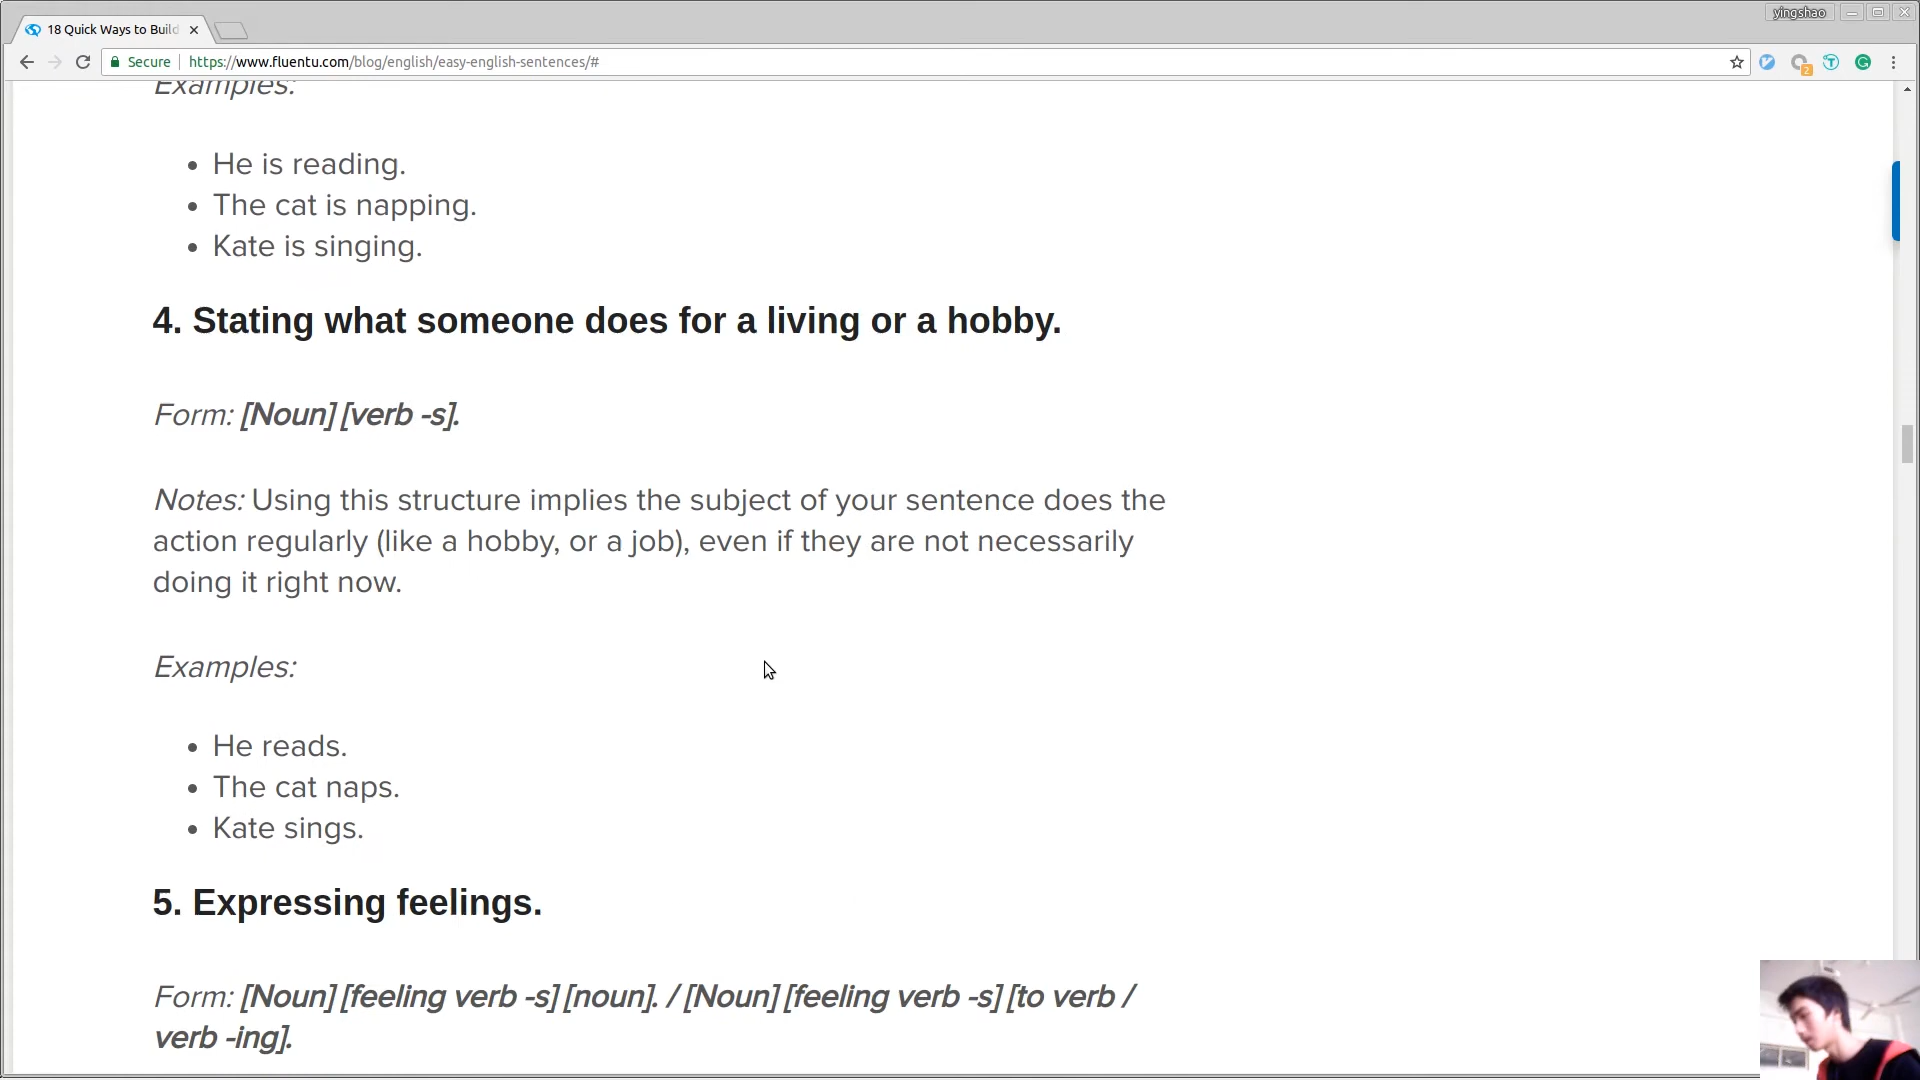 yingshao
18 Quick Ways to Build
Secure https://www.fluentu.com/blog/english/easy-english-sentences/#
2
Examples:
He is reading.
The cat is napping.
Kate is singing.
4. Stating what someone does for a living or a hobby.
Form: [Noun] [verb -s].
Notes: Using this structure implies the subject of your sentence does the
action regularly (like a hobby, or a job), even if they are not necessarily
doing it right now.
Examples:
He reads.
The cat naps.
Kate sings.
5. Expressing feelings.
Form: [Noun] [feeling verb -s] [noun]. / [Noun] [feeling verb -s] [to verb /
verb -ing].